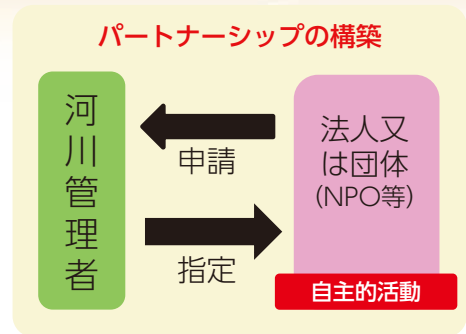 パートナーシップの構築
河川管理者
申請
指定
法人又
は団体
(NPO等)
自主的活動